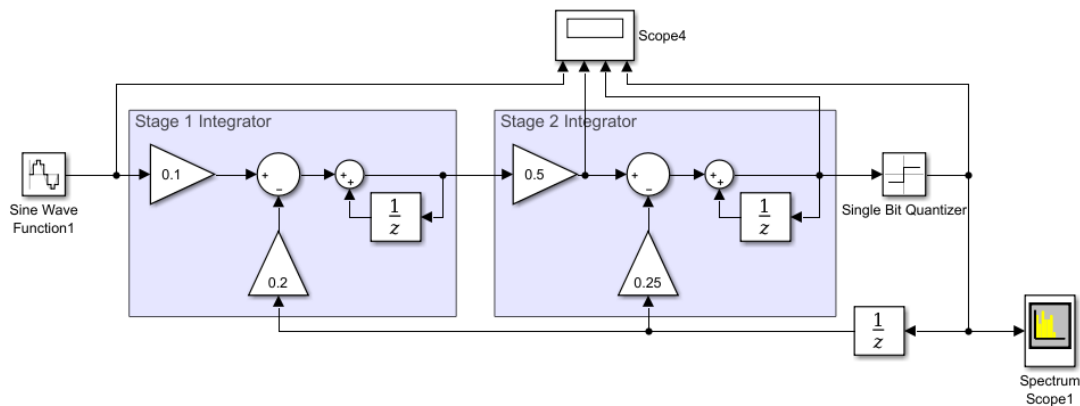 Scope4
Stage 1 Integrator
Stage 2 Integrator
0.1
+
−
+
+
0.5
+
−
+
+
Sine Wave
Function1
1
z
1
z
Single Bit Quantizer
0.2
0.25
1
z
Spectrum
Scope1